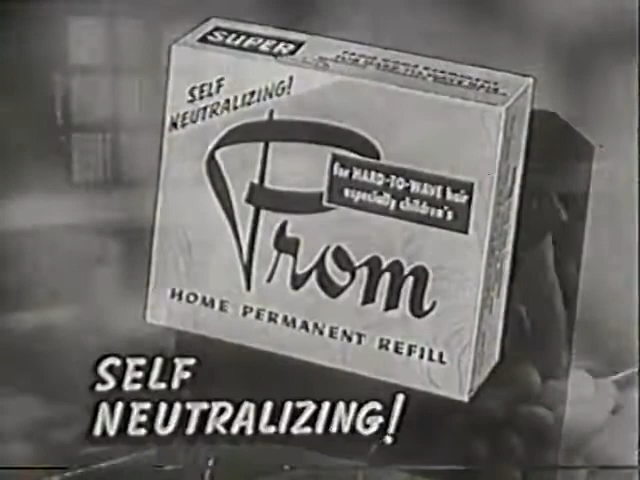 SUPER
SELF
NEUTRALIZING!
for HARD-TO-WAVE hair
especially children's
Prom
HOME PERMANENT REFILL
SELF
NEUTRALIZING!